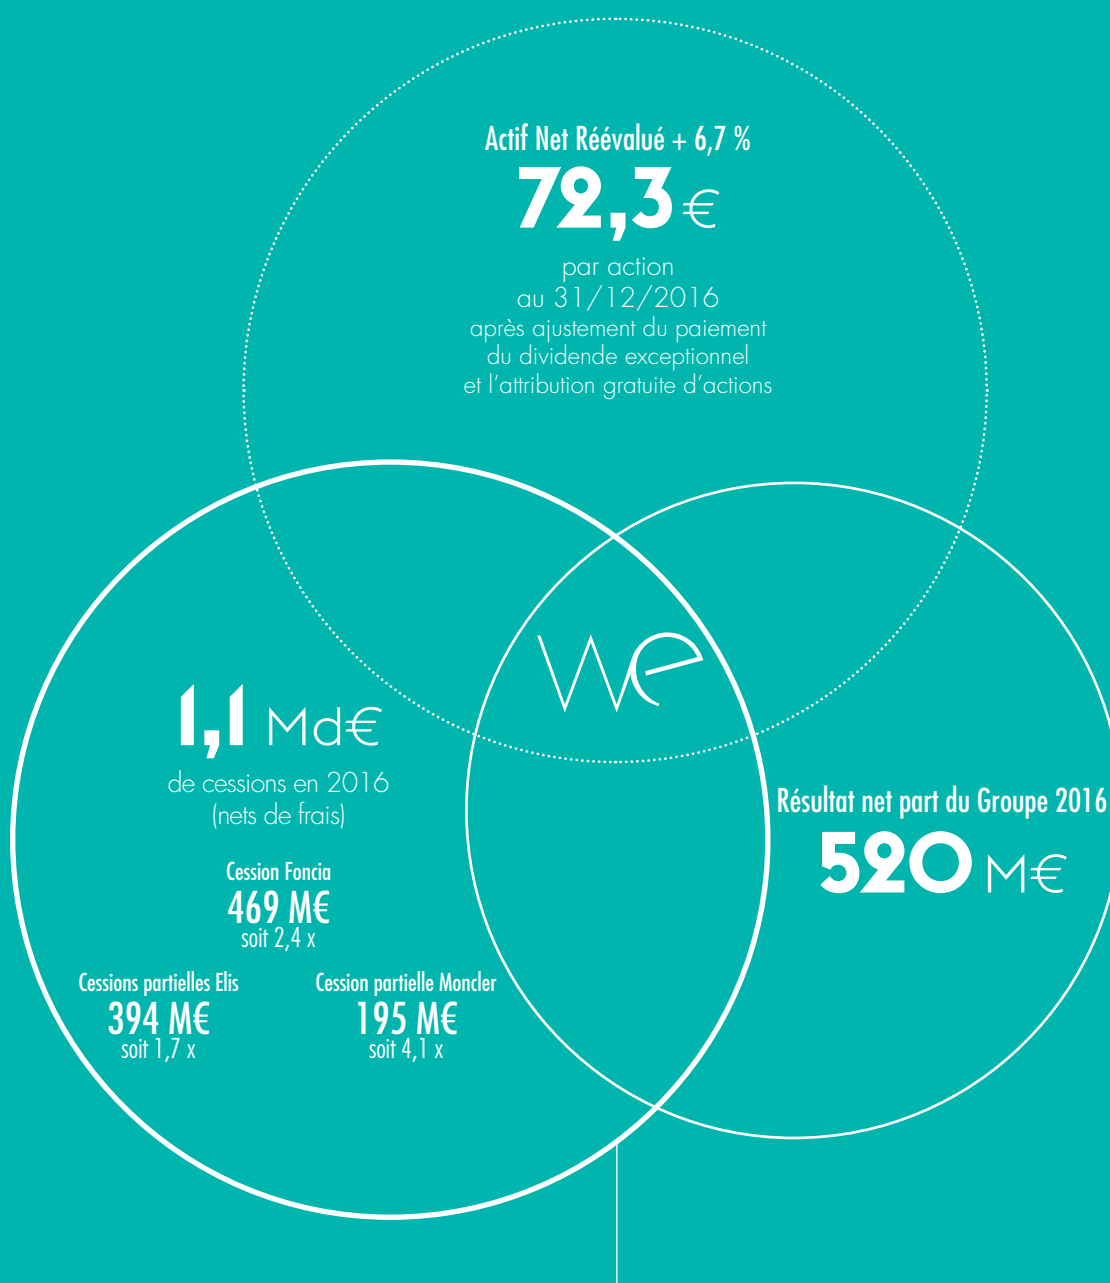 Actif Net Réévalué + 6,7 %
72,3 €
par action
au 31/12/2016
après ajustement du paiement
du dividende exceptionnel
et l’attribution gratuite d’actions
we
1,1 Md€
de cessions en 2016
(nets de frais)
Cession Foncia
469 M€
soit 2,4 x
Cessions partielles Elis
394 M€
soit 1,7 x
Cession partielle Moncler
195 M€
soit 4,1 x
Résultat net part du Groupe 2016
520 M€